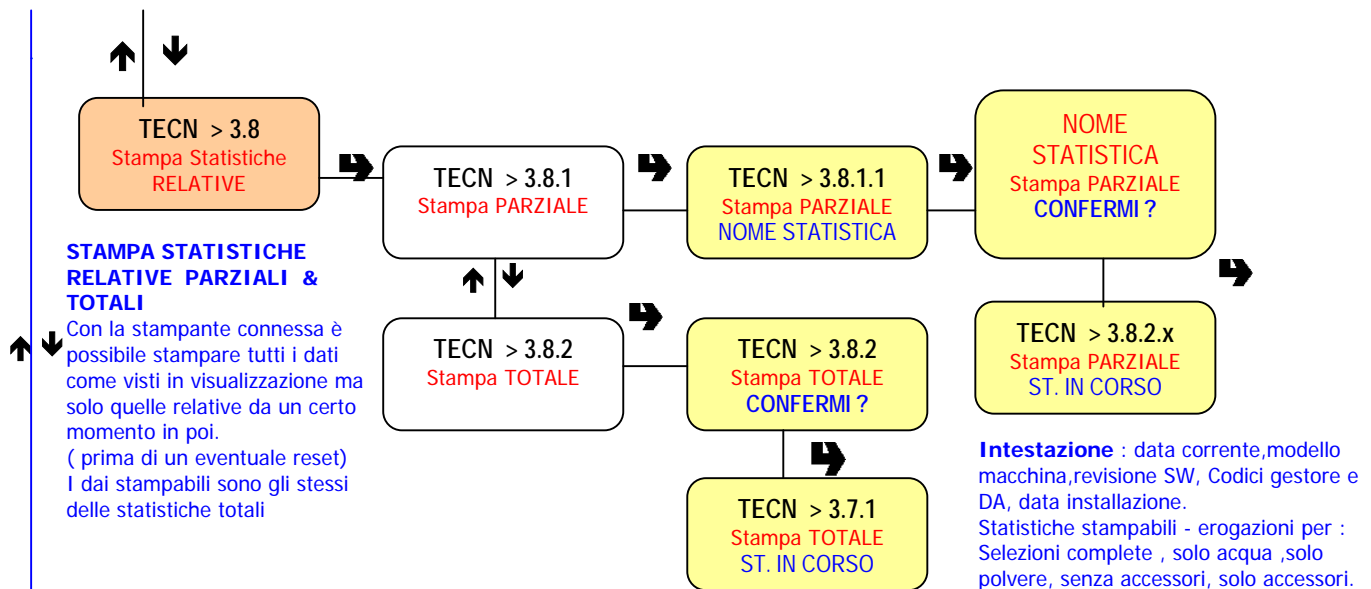 TECN > 3.8
Stampa Statistiche
RELATIVE
TECN > 3.8.1
Stampa PARZIALE
TECN > 3.8.1.1
Stampa PARZIALE
NOME STATISTICA
NOME
STATISTICA
Stampa PARZIALE
CONFERMI ?
STAMPA STATISTICHE
RELATIVE PARZIALI &
TOTALI
Con la stampante connessa è
possibile stampare tutti i dati
come visti in visualizzazione ma
solo quelle relative da un certo
momento in poi.
( prima di un eventuale reset)
I dai stampabili sono gli stessi
delle statistiche totali
TECN > 3.8.2
Stampa TOTALE
TECN > 3.8.2
Stampa TOTALE
CONFERMI ?
TECN > 3.8.2.x
Stampa PARZIALE
ST. IN CORSO
TECN > 3.7.1
Stampa TOTALE
ST. IN CORSO
Intestazione : data corrente,modello
macchina,revisione SW, Codici gestore e
DA, data installazione.
Statistiche stampabili - erogazioni per :
Selezioni complete , solo acqua ,solo
polvere, senza accessori, solo accessori.